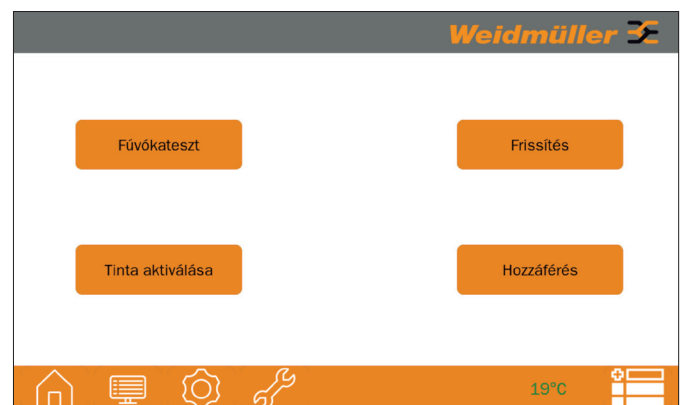 Weidmüller
Fúvókateszt
Frissítés
Tinta aktiválása
Hozzáférés
19°C